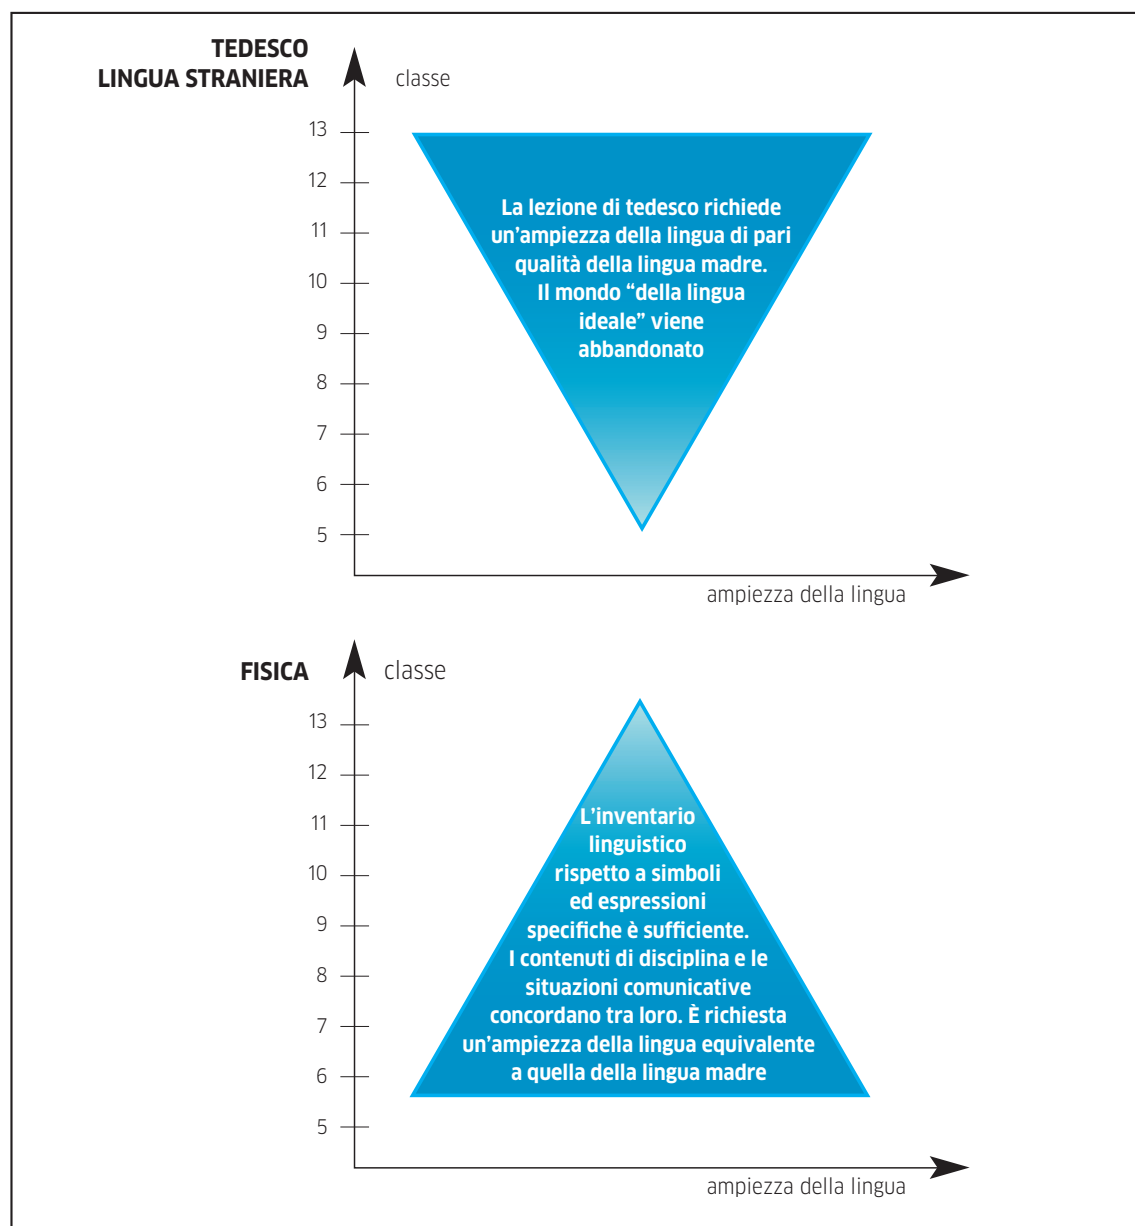 TEDESCO
LINGUA STRANIERA
classe
13
12
11
10
9
8
7
6
5
La lezione di tedesco richiede
un'ampiezza della lingua di pari
qualità della lingua madre.
Il mondo “della lingua
ideale” viene
abbandonato
ampiezza della lingua
FISICA
classe
13
12
11
10
9
8
7
6
5
L'inventario
linguistico
rispetto a simboli
ed espressioni
specifiche è sufficiente.
I contenuti di disciplina e le
situazioni comunicative
concordano tra loro. È richiesta
un'ampiezza della lingua equivalente
a quella della lingua madre
ampiezza della lingua